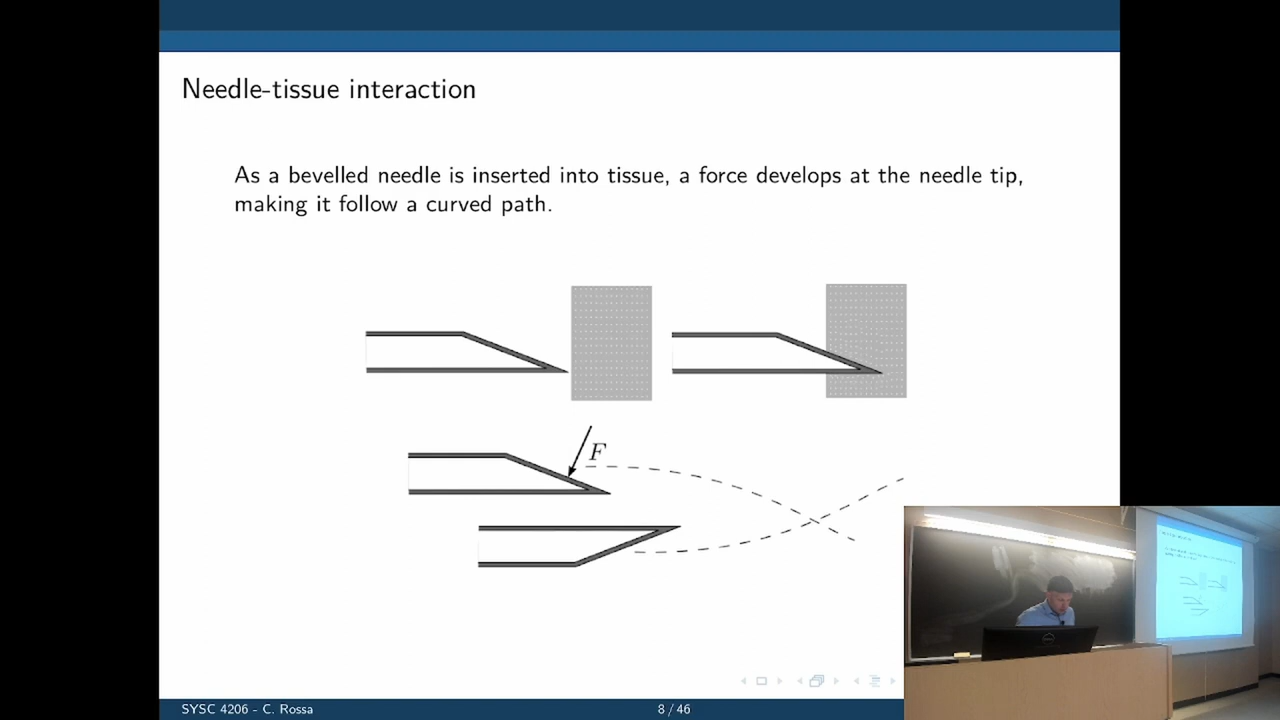 Needle-tissue interaction
As a bevelled needle is inserted into tissue, a force develops at the needle tip,
making it follow a curved path.
F
SYSC 4206 - C. Rossa
8 / 46